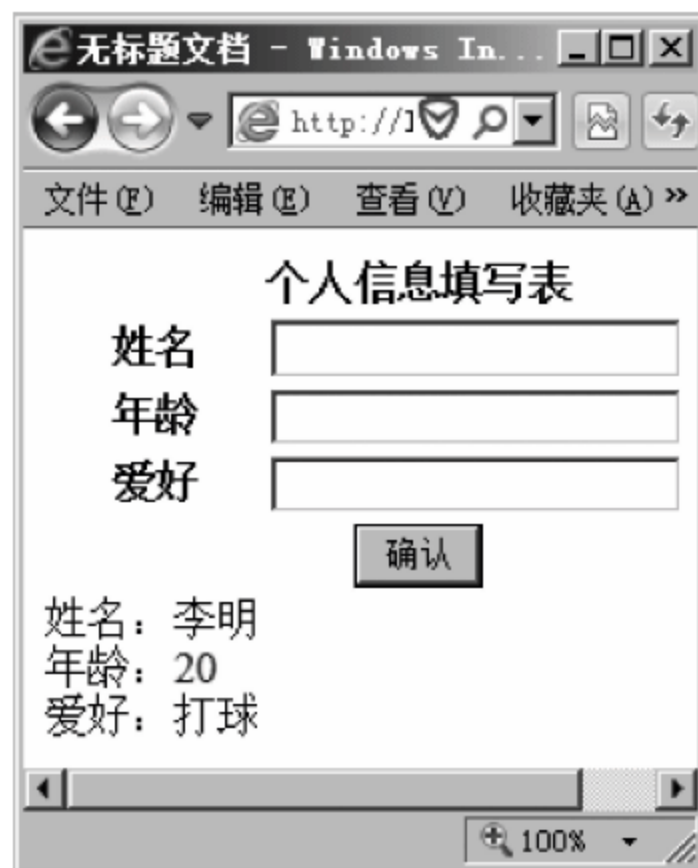 无标题文档 - Windows In...
http://1
文件(F) 编辑(E) 查看(V) 收藏夹(A) »
个人信息填写表
姓名
年龄
爱好
确认
姓名：李明
年龄：20
爱好：打球
100%